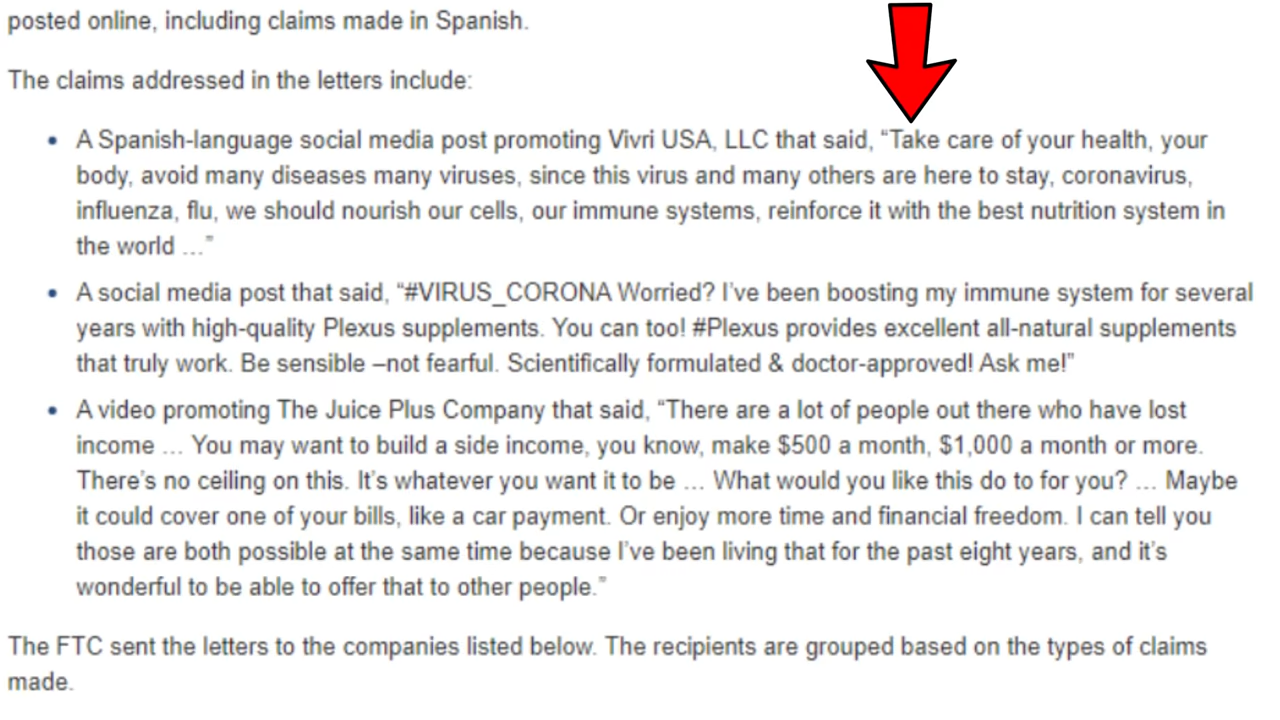 posted online, including claims made in Spanish.
The claims addressed in the letters include:
• A Spanish-language social media post promoting Vivri USA, LLC that said, “Take care of your health, your
body, avoid many diseases many viruses, since this virus and many others are here to stay, coronavirus,
influenza, flu, we should nourish our cells, our immune systems, reinforce it with the best nutrition system in
the world …”
• A social media post that said, “#VIRUS_CORONA Worried? I’ve been boosting my immune system for several
years with high-quality Plexus supplements. You can too! #Plexus provides excellent all-natural supplements
that truly work. Be sensible –not fearful. Scientifically formulated & doctor-approved! Ask me!”
• A video promoting The Juice Plus Company that said, “There are a lot of people out there who have lost
income … You may want to build a side income, you know, make $500 a month, $1,000 a month or more.
There’s no ceiling on this. It’s whatever you want it to be … What would you like this do to for you? … Maybe
it could cover one of your bills, like a car payment. Or enjoy more time and financial freedom. I can tell you
those are both possible at the same time because I’ve been living that for the past eight years, and it’s
wonderful to be able to offer that to other people.”
The FTC sent the letters to the companies listed below. The recipients are grouped based on the types of claims
made.